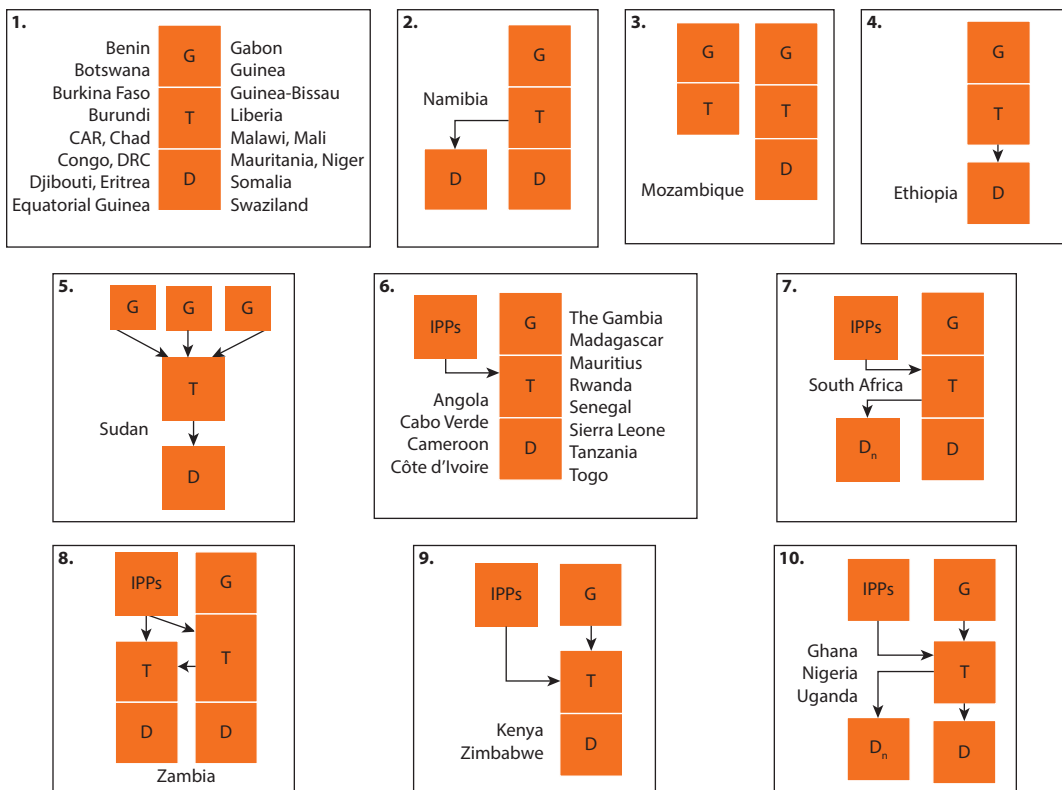 1.
Benin
Botswana
Burkina Faso
Burundi
CAR, Chad
Congo, DRC
Djibouti, Eritrea
Equatorial Guinea
G
T
D
Gabon
Guinea
Guinea-Bissau
Liberia
Malawi, Mali
Mauritania, Niger
Somalia
Swaziland
2.
Namibia
G
T
D
D
3.
G
G
T
T
D
Mozambique
4.
G
T
D
Ethiopia
5.
G
G
G
T
Sudan
D
6.
IPPs
G
T
D
Angola
Cabo Verde
Cameroon
Côte d'Ivoire
The Gambia
Madagascar
Mauritius
Rwanda
Senegal
Sierra Leone
Tanzania
Togo
7.
IPPs
G
South Africa
T
Dn
D
8.
IPPs
G
T
T
D
D
Zambia
9.
IPPs
G
T
D
Kenya
Zimbabwe
10.
IPPs
G
Ghana
Nigeria
Uganda
T
Dn
D